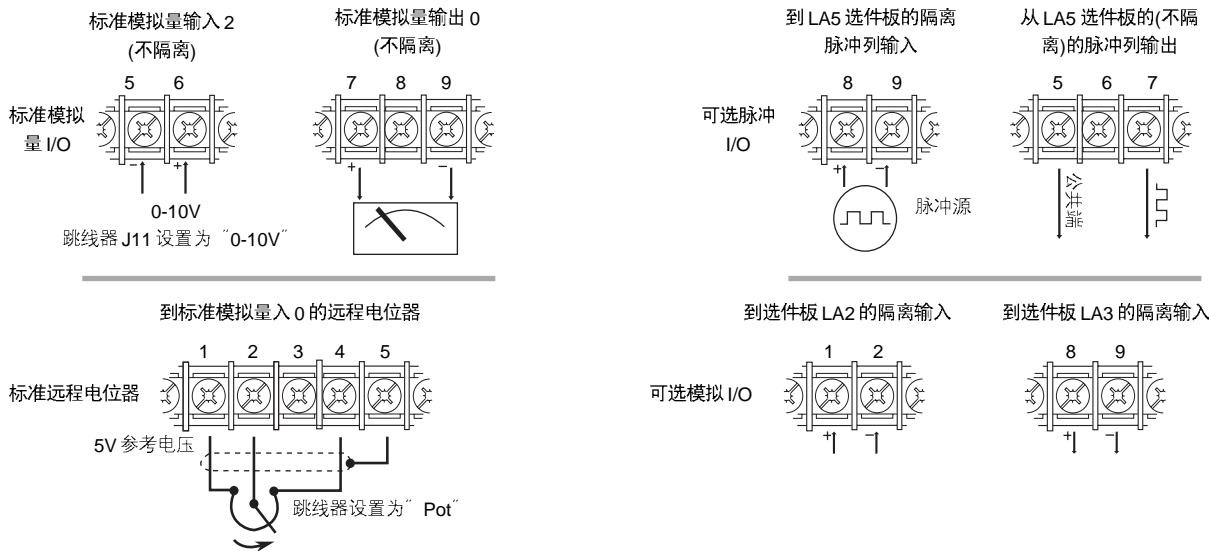 标准模拟量输入 2
(不隔离)
5 6
标准模拟
量 I/O
- +
0-10V
跳线器 J11 设置为 ″0-10V″
标准模拟量输出 0
(不隔离)
7 8 9
+ -
到 LA5 选件板的隔离
脉冲列输入
8 9
可选脉冲
I/O
+ -
脉冲源
从 LA5 选件板的(不隔
离)的脉冲列输出
5 6 7
公共端
到标准模拟量入 0 的远程电位器
1 2 3 4 5
标准远程电位器
5V 参考电压
跳线器设置为″ Pot″
到选件板 LA2 的隔离输入
1 2
可选模拟 I/O
+ -
到选件板 LA3 的隔离输入
8 9
+ -